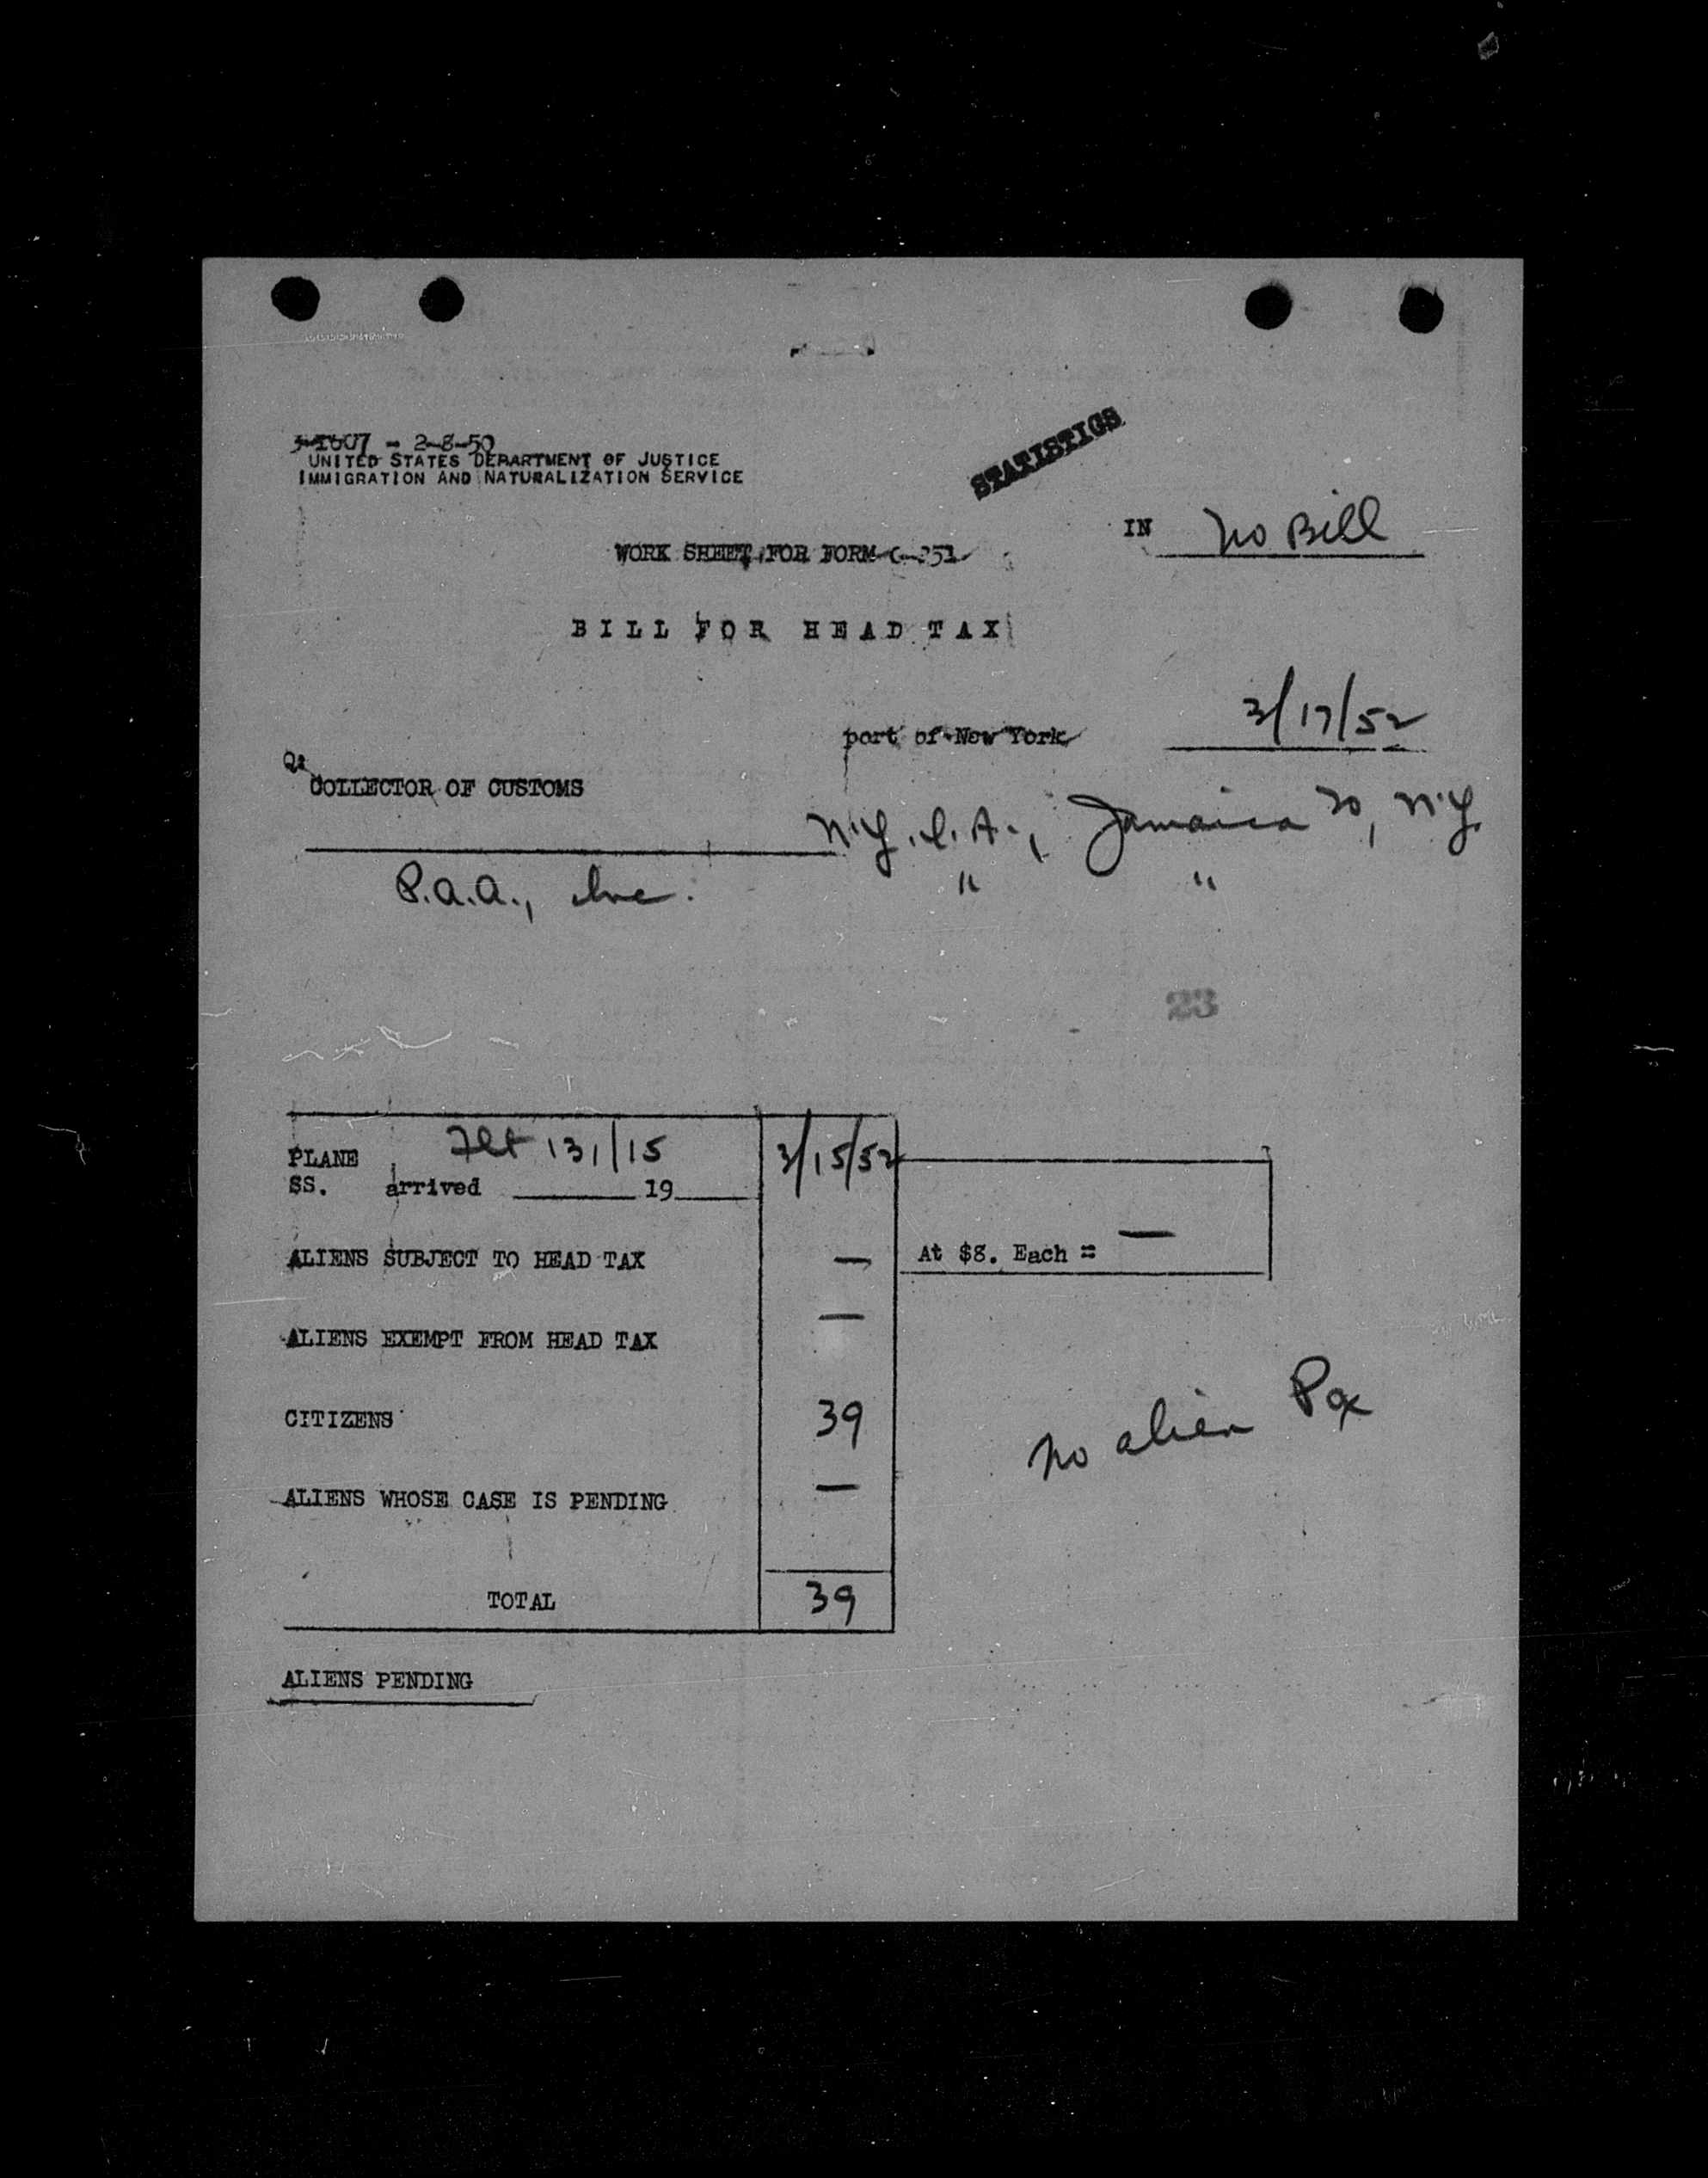 3-1607 - 2-8-50
UNITED STATES DEPARTMENT OF JUSTICE
IMMIGRATION AND NATURALIZATION SERVICE
STATISTICS
IN No Bill
WORK SHEET FOR FORM
BILL FOR HEAD TAX
port of New York 3/17/52
COLLECTOR OF CUSTOMS
N.Y.I.A., Jamaica 30, N.Y.
P.A.A., Inc. " "
23
PLANE Flt 131/15 3/15/52
SS. arrived 19
ALIENS SUBJECT TO HEAD TAX — At $8. Each = —
ALIENS EXEMPT FROM HEAD TAX —
CITIZENS 39
No alien Px
ALIENS WHOSE CASE IS PENDING —
TOTAL 39
ALIENS PENDING